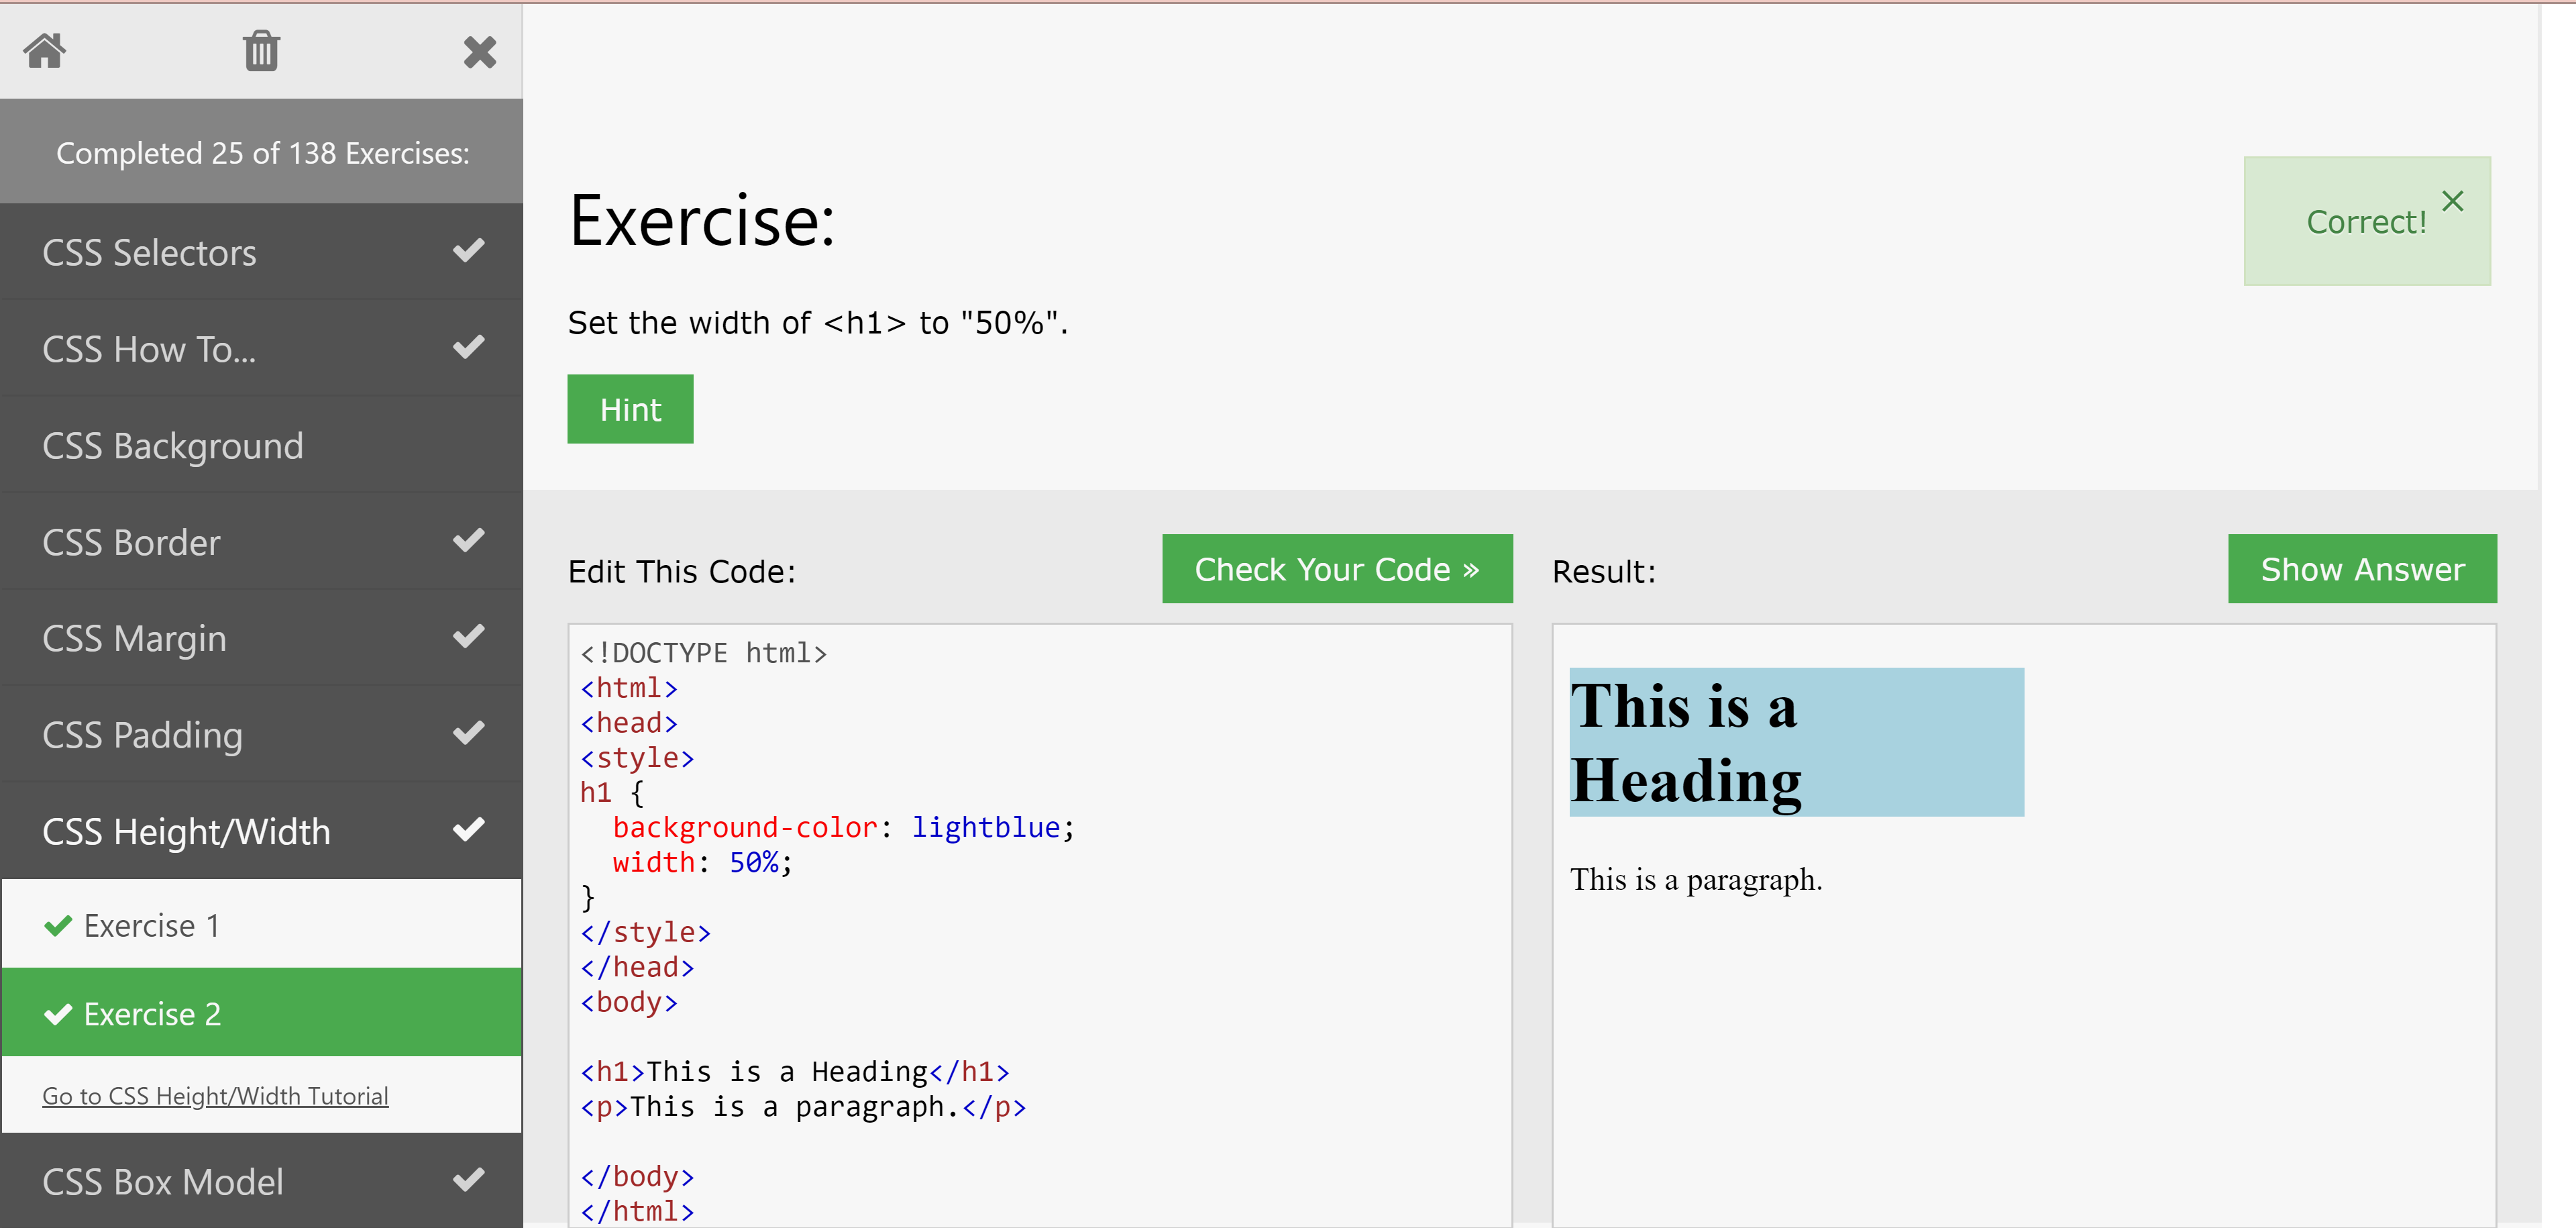 Completed 25 of 138 Exercises:
CSS Selectors
CSS How To...
CSS Background
CSS Border
CSS Margin
CSS Padding
CSS Height/Width
Exercise 1
Exercise 2
Go to CSS Height/Width Tutorial
CSS Box Model
Exercise:
Correct! ×
Set the width of <h1> to "50%".
Hint
Edit This Code:
Check Your Code »
<!DOCTYPE html>
<html>
<head>
<style>
h1 {
  background-color: lightblue;
  width: 50%;
}
</style>
</head>
<body>
<h1>This is a Heading</h1>
<p>This is a paragraph.</p>
</body>
</html>
Result:
Show Answer
This is a
Heading
This is a paragraph.